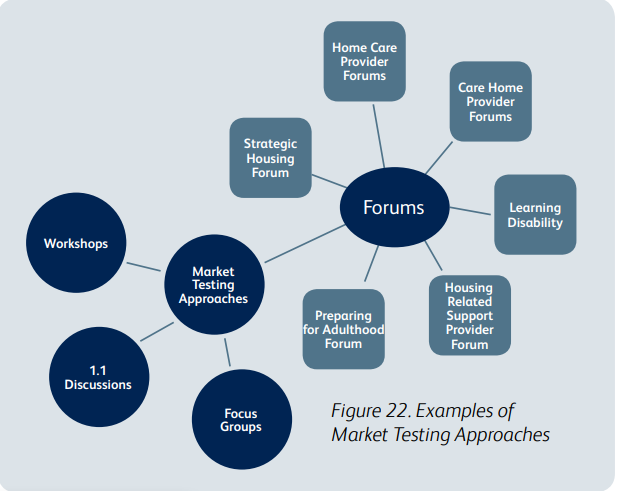 Home Care
Provider
Forums
Care Home
Provider
Forums
Strategic
Housing
Forum
Forums
Learning
Disability
Workshops
Market
Testing
Approaches
Housing
Related
Support
Provider
Forum
Preparing
for Adulthood
Forum
1.1
Discussions
Focus
Groups
Figure 22. Examples of
Market Testing Approaches